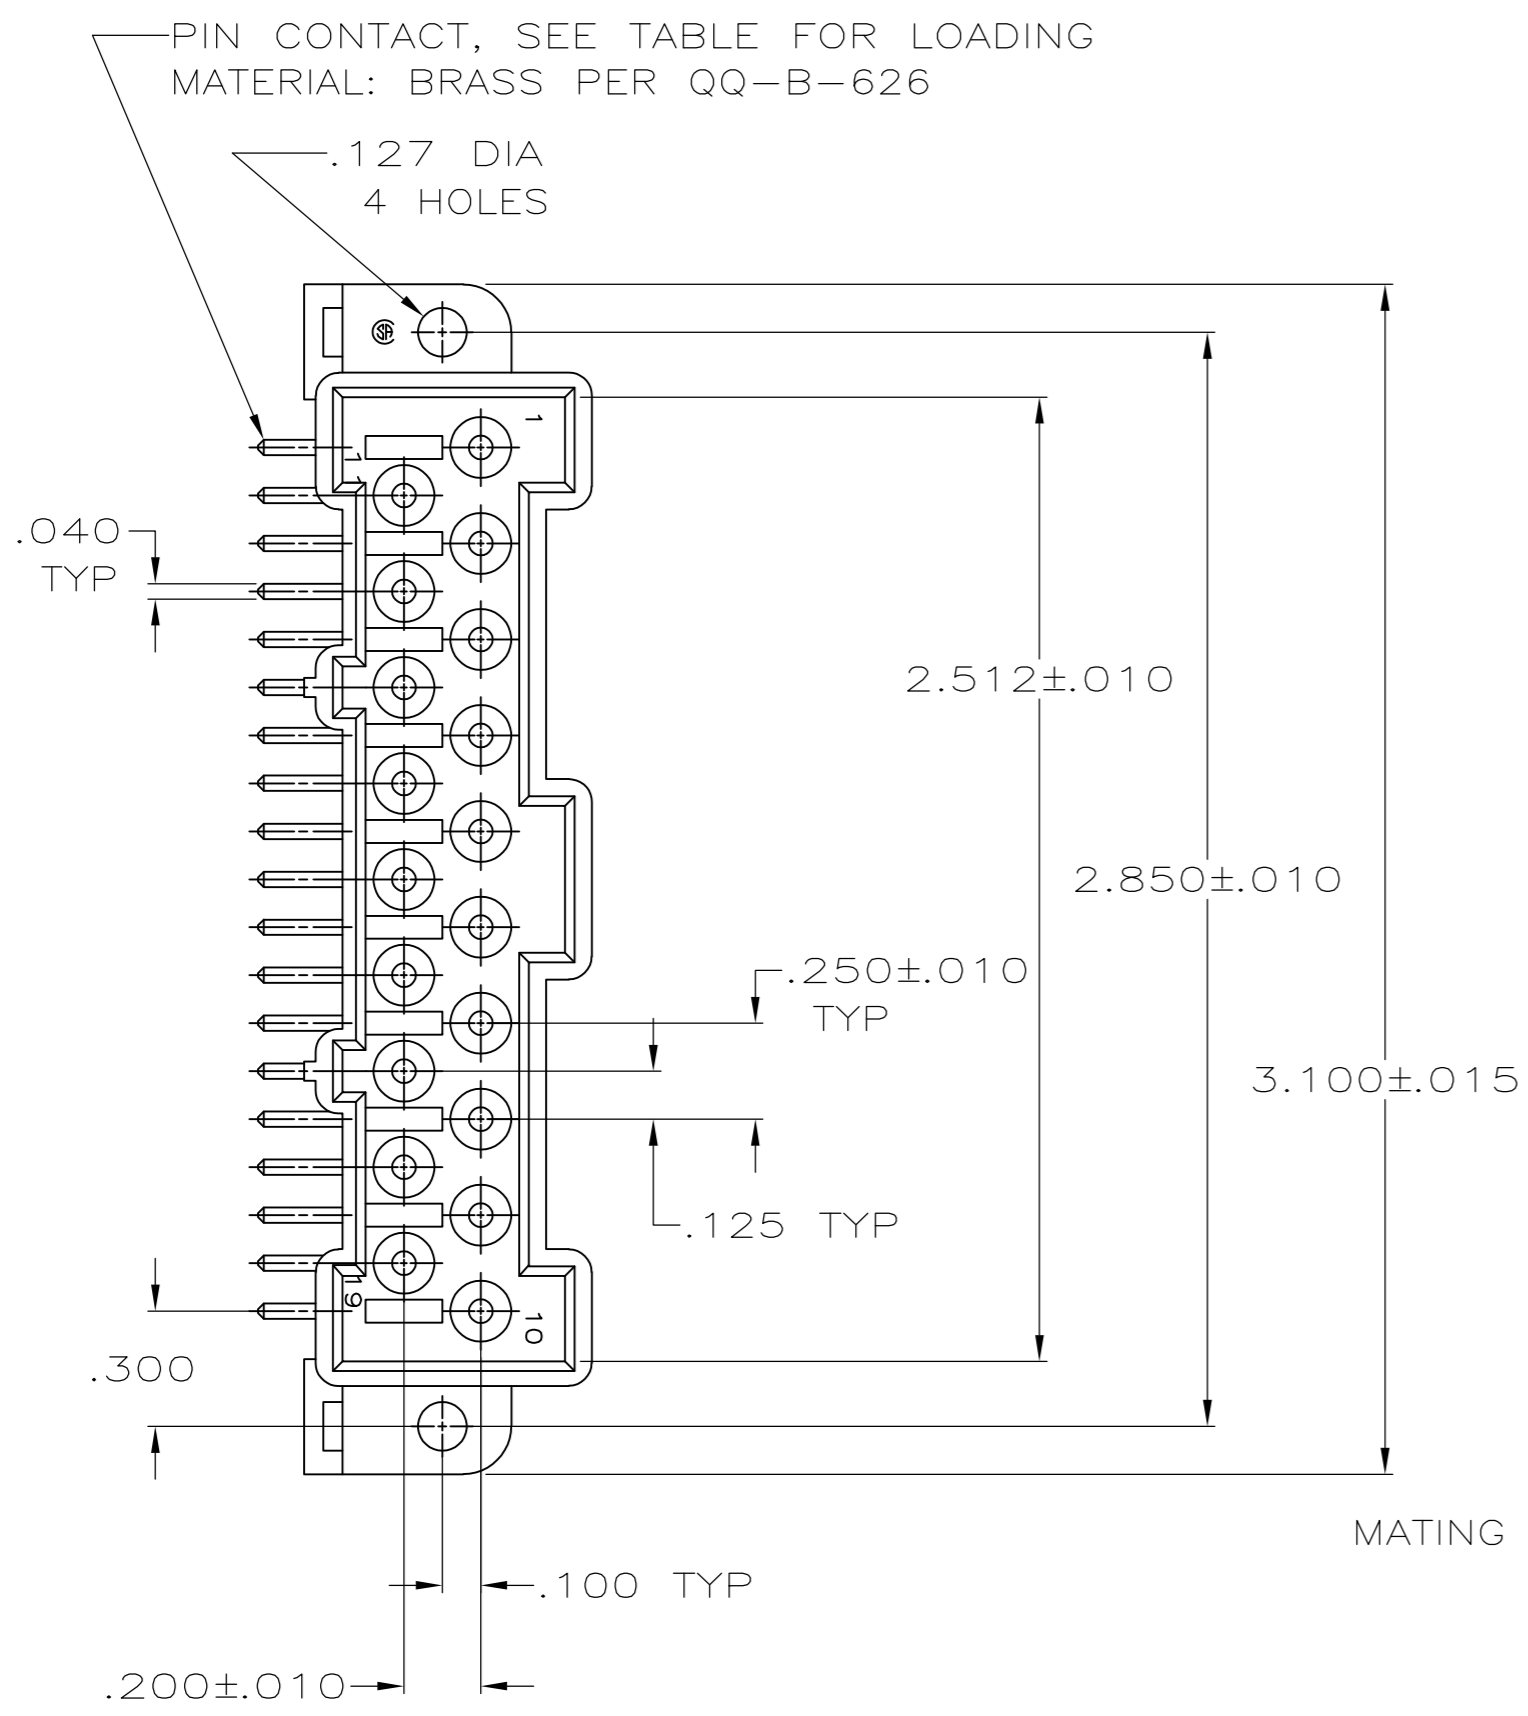 PIN CONTACT, SEE TABLE FOR LOADING
MATERIAL: BRASS PER QQ-B-626
.127 DIA
4 HOLES
SA
1
1
.040
TYP
2.512±.010
2.850±.010
.250±.010
TYP
3.100±.015
.125 TYP
19
10
.300
MATING
.100 TYP
.200±.010